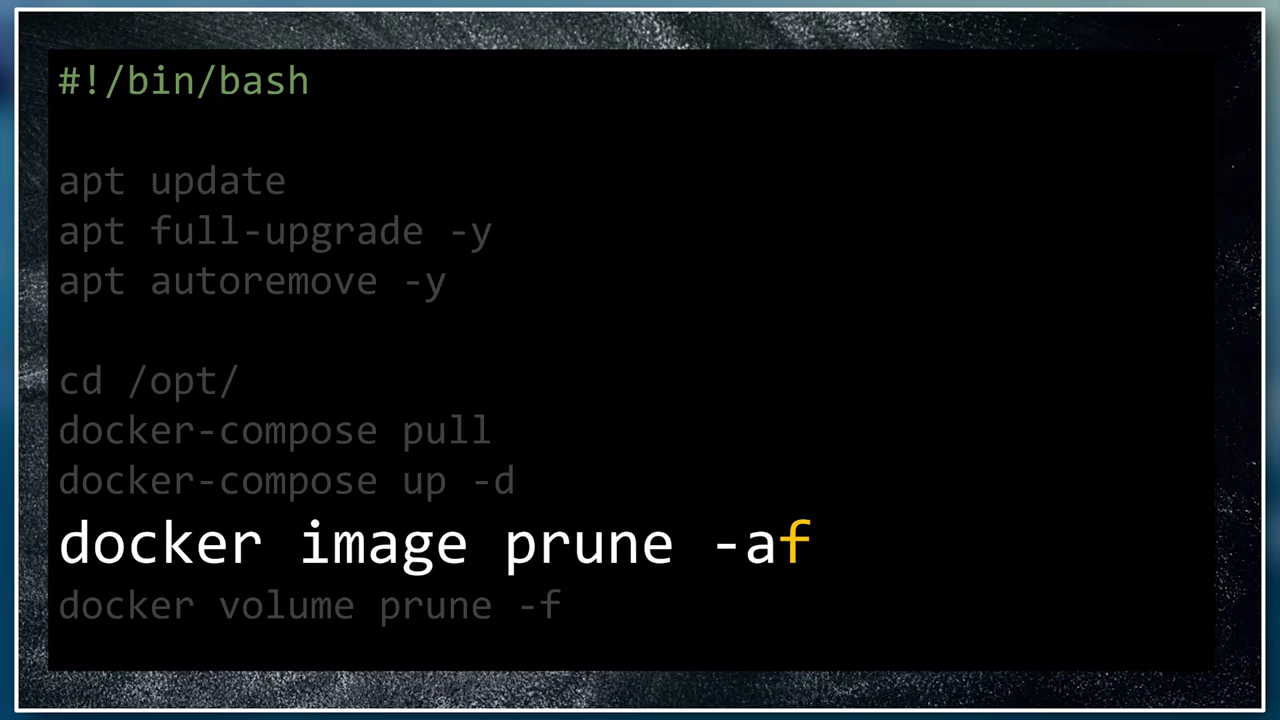 #!/bin/bash
apt update
apt full-upgrade -y
apt autoremove -y
cd /opt/
docker-compose pull
docker-compose up -d
docker image prune -af
docker volume prune -f